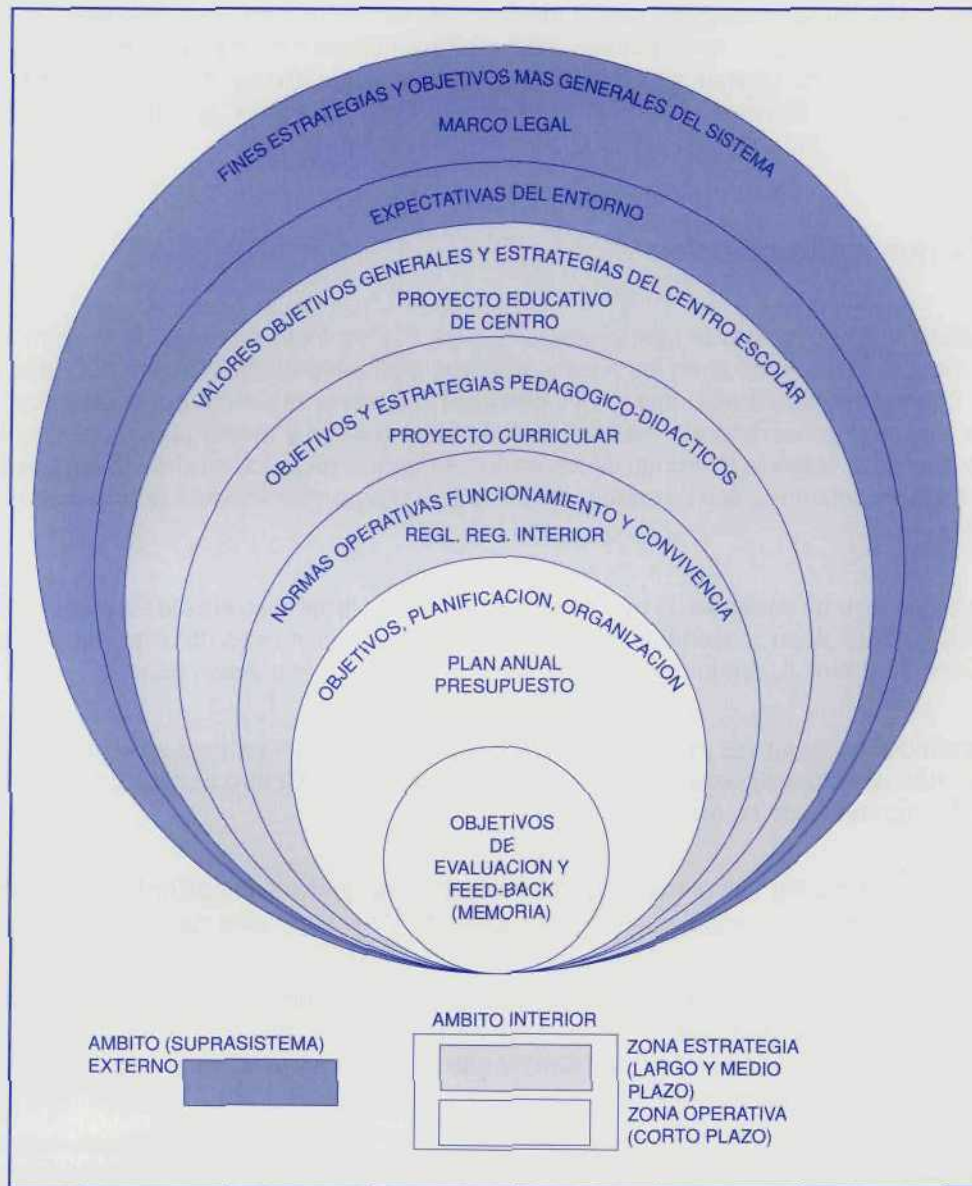 FINES ESTRATEGIAS Y OBJETIVOS MAS GENERALES DEL SISTEMA
MARCO LEGAL
EXPECTATIVAS DEL ENTORNO
VALORES OBJETIVOS GENERALES Y ESTRATEGIAS DEL CENTRO ESCOLAR
PROYECTO EDUCATIVO
DE CENTRO
OBJETIVOS Y ESTRATEGIAS PEDAGOGICO-DIDACTICOS
PROYECTO CURRICULAR
NORMAS OPERATIVAS FUNCIONAMIENTO Y CONVIVENCIA
REGL. REG. INTERIOR
OBJETIVOS, PLANIFICACION, ORGANIZACION
PLAN ANUAL
PRESUPUESTO
OBJETIVOS
DE
EVALUACION Y
FEED-BACK
(MEMORIA)
AMBITO (SUPRASISTEMA)
EXTERNO
AMBITO INTERIOR
ZONA ESTRATEGIA
(LARGO Y MEDIO
PLAZO)
ZONA OPERATIVA
(CORTO PLAZO)